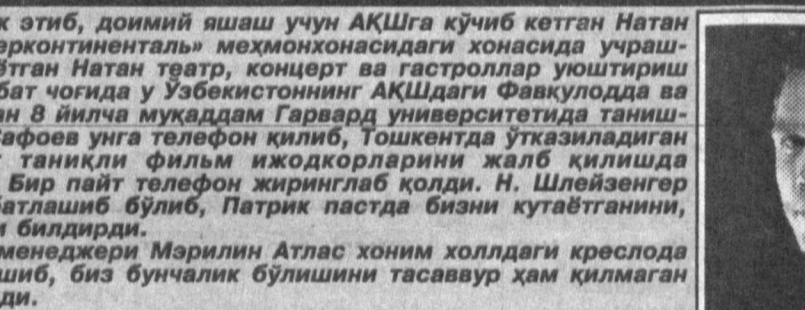 к этиб, доимий яшаш учун АҚШга кўчиб кетган Натан
ерконтиненталь» меҳмонхонасидаги хонасида учраш-
ётган Натан театр, концерт ва гастроллар уюштириш
бат чоғида у Ўзбекистоннинг АҚШдаги Фавқулодда ва
ан 8 йилча муқаддам Гарвард университетида таниш-
афоев унга телефон қилиб, Тошкентда ўтказиладиган
таниқли фильм ижодкорларини жалб қилишда
Бир пайт телефон жиринглаб қолди. Н. Шлейзенгер
батлашиб бўлиб, Патрик пастда бизни кутаётганини,
и билдирди.
менеджери Мэрилин Атлас хоним холлдаги креслода
шиб, биз бунчалик бўлишини тасаввур ҳам қилмаган
ди.